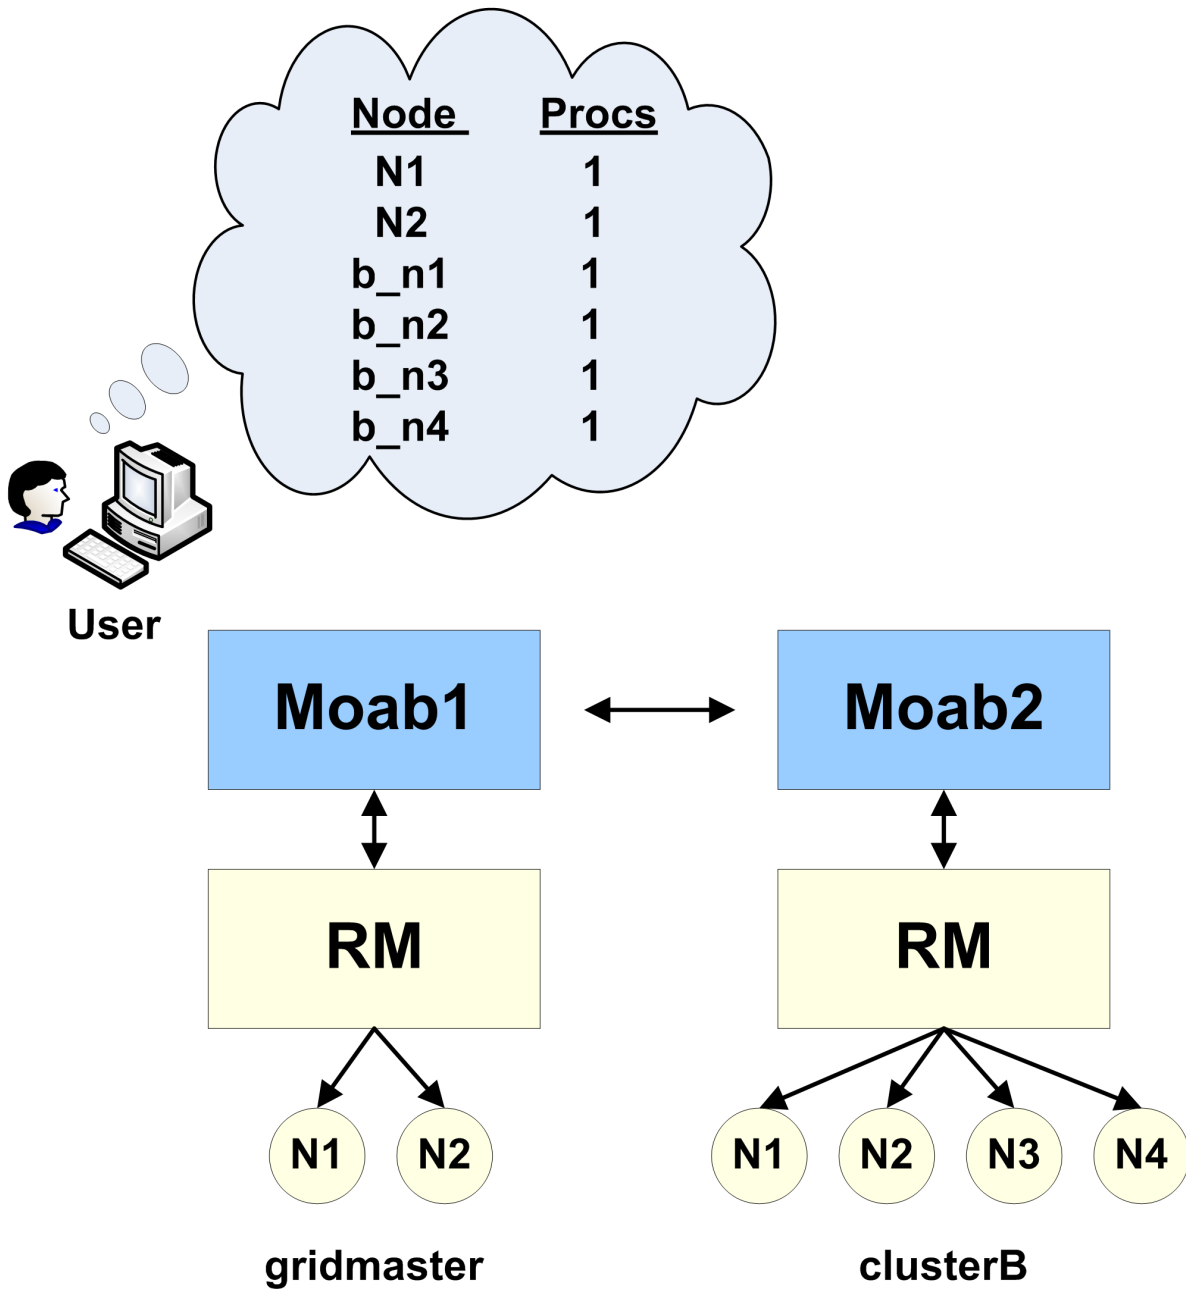 Node Procs
N1 1
N2 1
b_n1 1
b_n2 1
b_n3 1
b_n4 1
User
Moab1 Moab2
RM RM
N1 N2 N1 N2 N3 N4
gridmaster clusterB